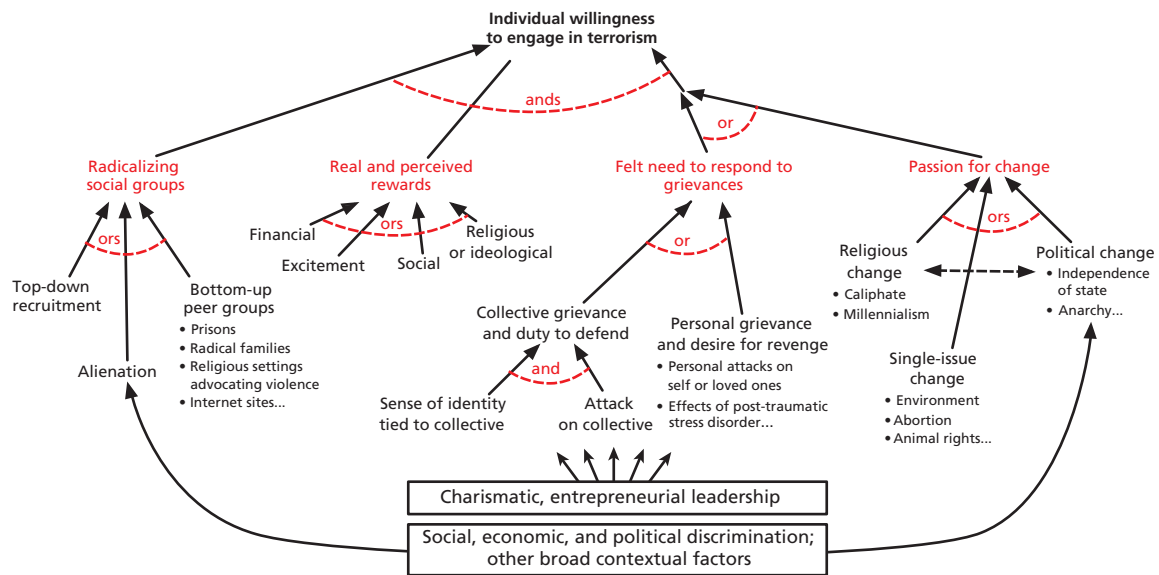 Individual willingness
to engage in terrorism
ands
or
Radicalizing
social groups
Real and perceived
rewards
Felt need to respond to
grievances
Passion for change
ors
Top-down
recruitment
Alienation
Bottom-up
peer groups
• Prisons
• Radical families
• Religious settings
advocating violence
• Internet sites...
ors
Financial
Excitement
Social
Religious
or ideological
or
Collective grievance
and duty to defend
and
Sense of identity
tied to collective
Attack
on collective
Personal grievance
and desire for revenge
• Personal attacks on
self or loved ones
• Effects of post-traumatic
stress disorder...
ors
Religious
change
• Caliphate
• Millennialism
Single-issue
change
• Environment
• Abortion
• Animal rights...
Political change
• Independence
of state
• Anarchy...
Charismatic, entrepreneurial leadership
Social, economic, and political discrimination;
other broad contextual factors